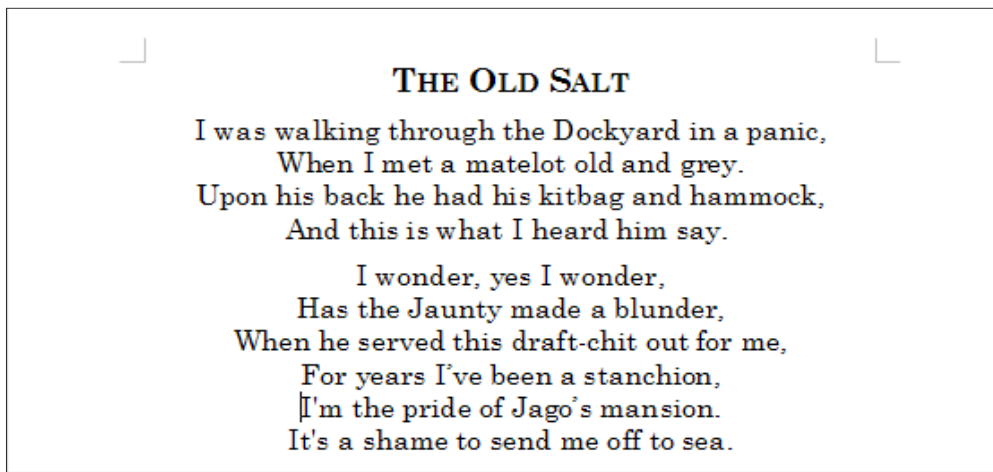 THE OLD SALT
I was walking through the Dockyard in a panic,
When I met a matelot old and grey.
Upon his back he had his kitbag and hammock,
And this is what I heard him say.
I wonder, yes I wonder,
Has the Jaunty made a blunder,
When he served this draft-chit out for me,
For years I’ve been a stanchion,
I'm the pride of Jago’s mansion.
It's a shame to send me off to sea.